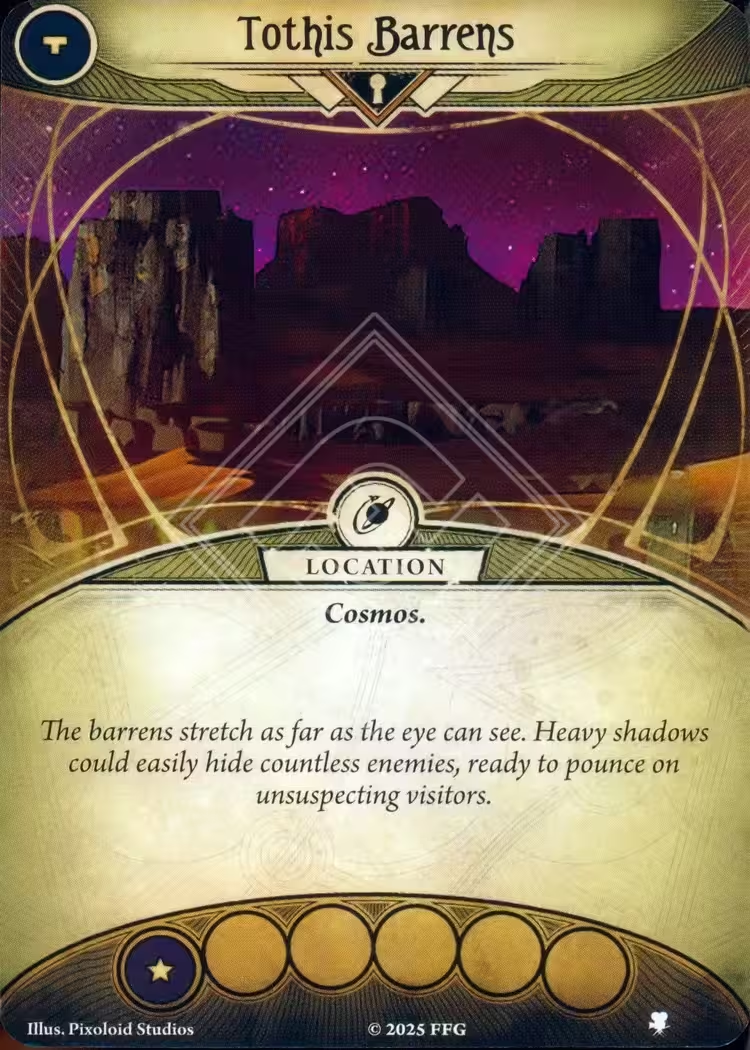 Tothis Barrens
LOCATION
Cosmos.
The barrens stretch as far as the eye can see. Heavy shadows
could easily hide countless enemies, ready to pounce on
unsuspecting visitors.
Illus. Pixoloid Studios
© 2025 FFG